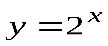 y = 2^x